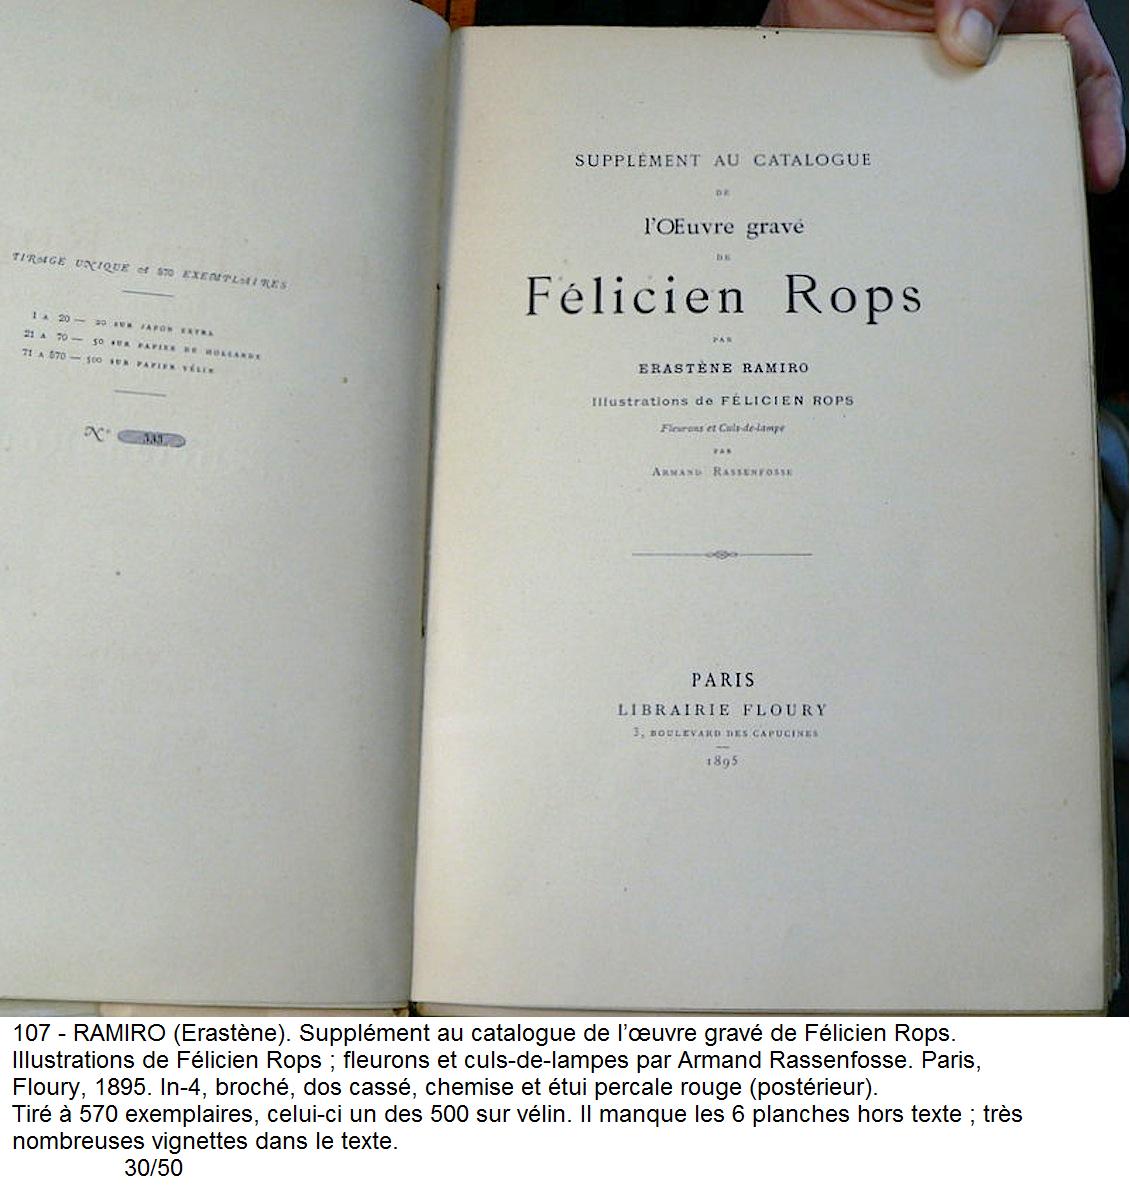 TIRAGE UNIQUE A 570 EXEMPLAIRES
1 A 20 — 20 SUR JAPON EXTRA
21 A 70 — 50 SUR PAPIER DE HOLLANDE
71 A 570 — 500 SUR PAPIER VÉLIN
N° 333
SUPPLÉMENT AU CATALOGUE
DE
l'Œuvre gravé
DE
Félicien Rops
PAR
ERASTÈNE RAMIRO
Illustrations de FÉLICIEN ROPS
Fleurons et Culs-de-lampe
PAR
ARMAND RASSENFOSSE
PARIS
LIBRAIRIE FLOURY
3, BOULEVARD DES CAPUCINES
1895
107 - RAMIRO (Erastène). Supplément au catalogue de l’œuvre gravé de Félicien Rops.
Illustrations de Félicien Rops ; fleurons et culs-de-lampes par Armand Rassenfosse. Paris,
Floury, 1895. In-4, broché, dos cassé, chemise et étui percale rouge (postérieur).
Tiré à 570 exemplaires, celui-ci un des 500 sur vélin. Il manque les 6 planches hors texte ; très
nombreuses vignettes dans le texte.
30/50